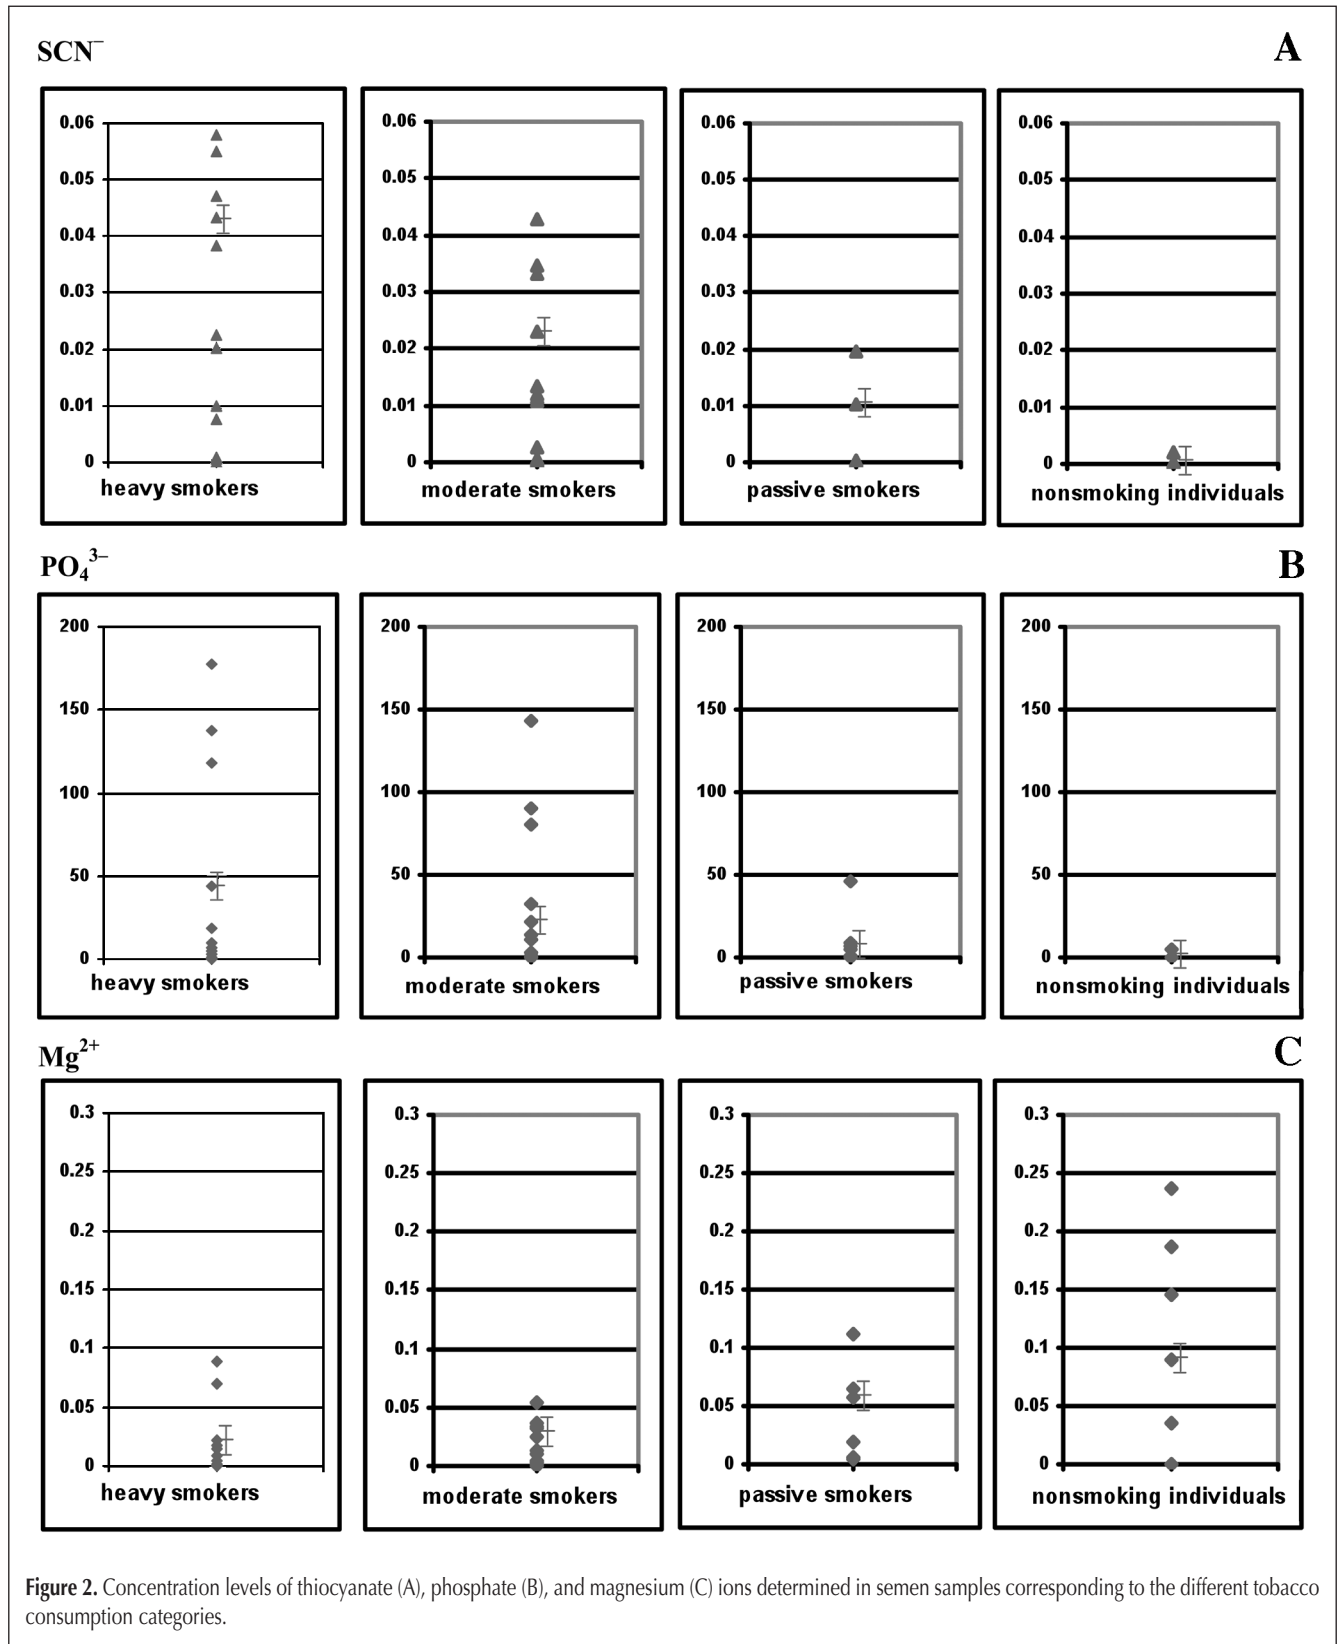 SCN⁻ A
0.06 0.06 0.06 0.06
0.05 0.05 0.05 0.05
0.04 0.04 0.04 0.04
0.03 0.03 0.03 0.03
0.02 0.02 0.02 0.02
0.01 0.01 0.01 0.01
0 0 0 0
heavy smokers moderate smokers passive smokers nonsmoking individuals
PO₄³⁻ B
200 200 200 200
150 150 150 150
100 100 100 100
50 50 50 50
0 0 0 0
heavy smokers moderate smokers passive smokers nonsmoking individuals
Mg²⁺ C
0.3 0.3 0.3 0.3
0.25 0.25 0.25 0.25
0.2 0.2 0.2 0.2
0.15 0.15 0.15 0.15
0.1 0.1 0.1 0.1
0.05 0.05 0.05 0.05
0 0 0 0
heavy smokers moderate smokers passive smokers nonsmoking individuals
Figure 2. Concentration levels of thiocyanate (A), phosphate (B), and magnesium (C) ions determined in semen samples corresponding to the different tobacco
consumption categories.